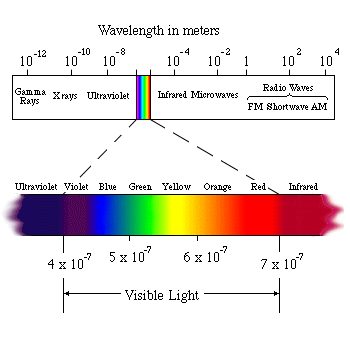 Wavelength in meters
10⁻¹² 10⁻¹⁰ 10⁻⁸ 10⁻⁴ 10⁻² 1 10² 10⁴
Gamma Rays X rays Ultraviolet Infrared Microwaves Radio Waves
FM Shortwave AM
Ultraviolet Violet Blue Green Yellow Orange Red Infrared
4 x 10⁻⁷ 5 x 10⁻⁷ 6 x 10⁻⁷ 7 x 10⁻⁷
Visible Light